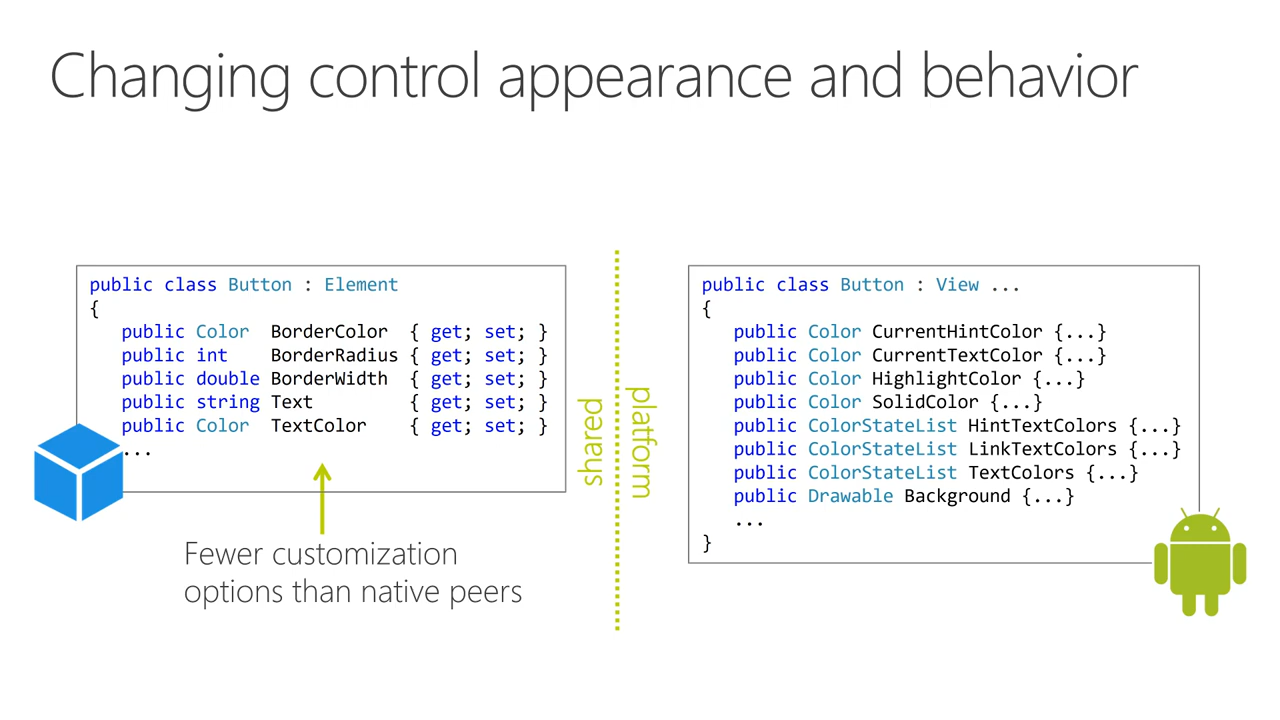 Changing control appearance and behavior
public class Button : Element
{
public Color BorderColor { get; set; }
public int BorderRadius { get; set; }
public double BorderWidth { get; set; }
public string Text { get; set; }
public Color TextColor { get; set; }
...
Fewer customization
options than native peers
shared
platform
public class Button : View ...
{
public Color CurrentHintColor {...}
public Color CurrentTextColor {...}
public Color HighlightColor {...}
public Color SolidColor {...}
public ColorStateList HintTextColors {...}
public ColorStateList LinkTextColors {...}
public ColorStateList TextColors {...}
public Drawable Background {...}
...
}